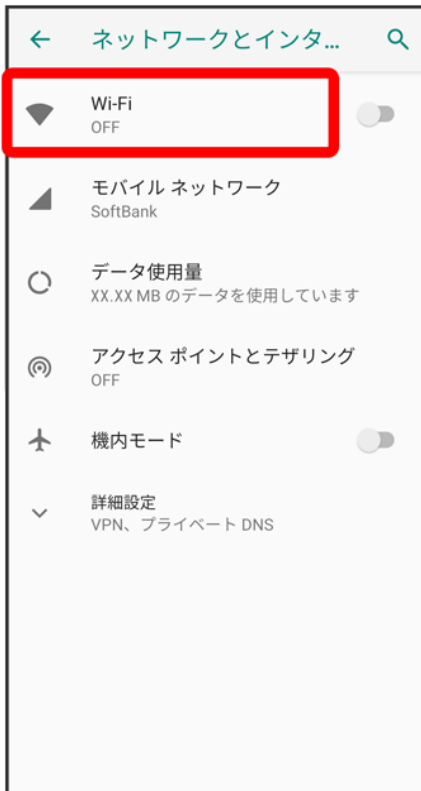 ネットワークとインタ...
Wi-Fi
OFF
モバイル ネットワーク
SoftBank
データ使用量
XX.XX MB のデータを使用しています
アクセス ポイントとテザリング
OFF
機内モード
詳細設定
VPN、プライベート DNS